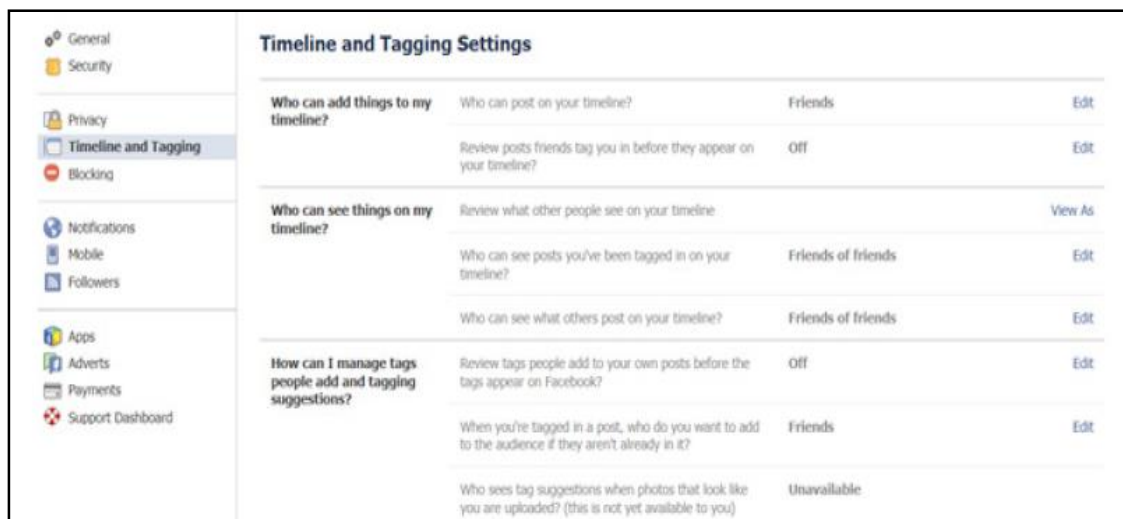 General
Security
Privacy
Timeline and Tagging
Blocking
Notifications
Mobile
Followers
Apps
Adverts
Payments
Support Dashboard
Timeline and Tagging Settings
Who can add things to my
timeline?
Who can post on your timeline?
Friends
Edit
Review posts friends tag you in before they appear on
your timeline?
Off
Edit
Who can see things on my
timeline?
Review what other people see on your timeline
View As
Who can see posts you've been tagged in on your
timeline?
Friends of friends
Edit
Who can see what others post on your timeline?
Friends of friends
Edit
How can I manage tags
people add and tagging
suggestions?
Review tags people add to your own posts before the
tags appear on Facebook?
Off
Edit
When you're tagged in a post, who do you want to add
to the audience if they aren't already in it?
Friends
Edit
Who sees tag suggestions when photos that look like
you are uploaded? (this is not yet available to you)
Unavailable